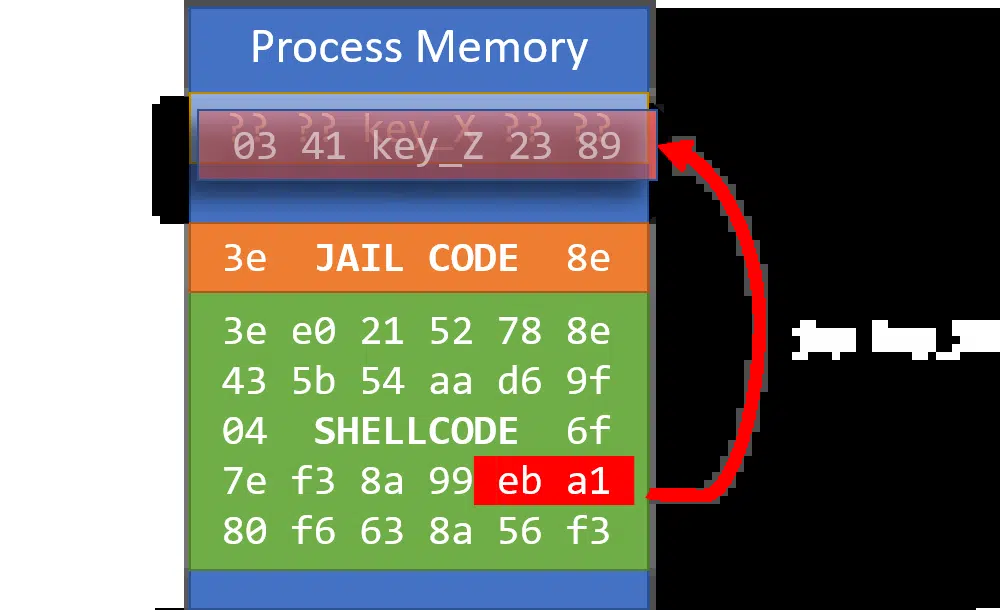 Process Memory
?? ?? key_X ?? ??
03 41 key_Z 23 89
3e JAIL CODE 8e
3e e0 21 52 78 8e
43 5b 54 aa d6 9f
04 SHELLCODE 6f
7e f3 8a 99 eb a1
80 f6 63 8a 56 f3